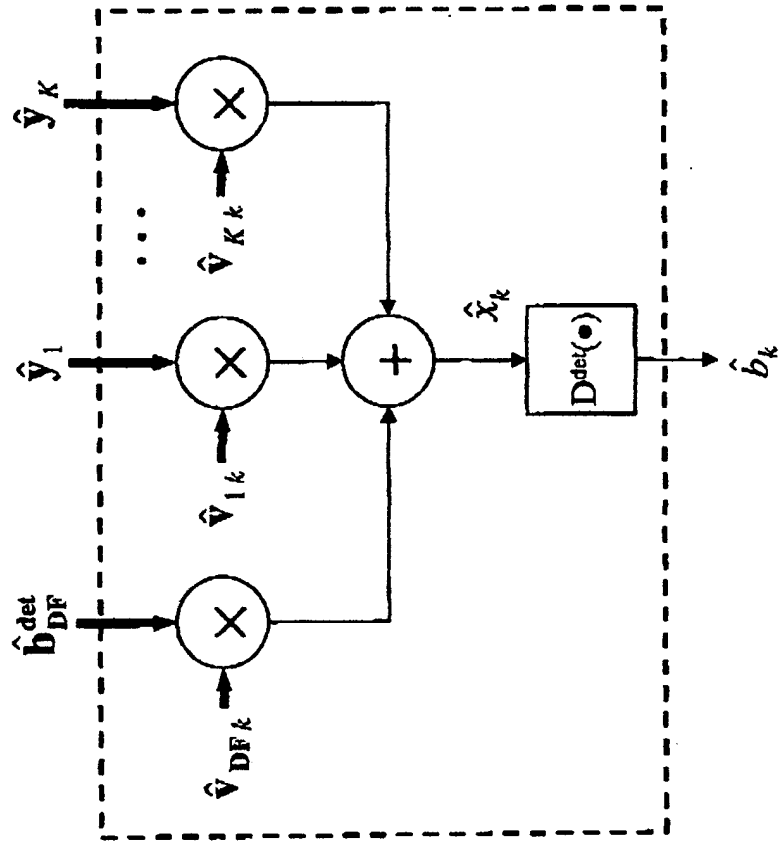 b̂_DF^det ŷ_1 ... ŷ_K
v̂_DFk v̂_1k v̂_Kk
× × ×
+
x̂_k
D^det(•)
b̂_k